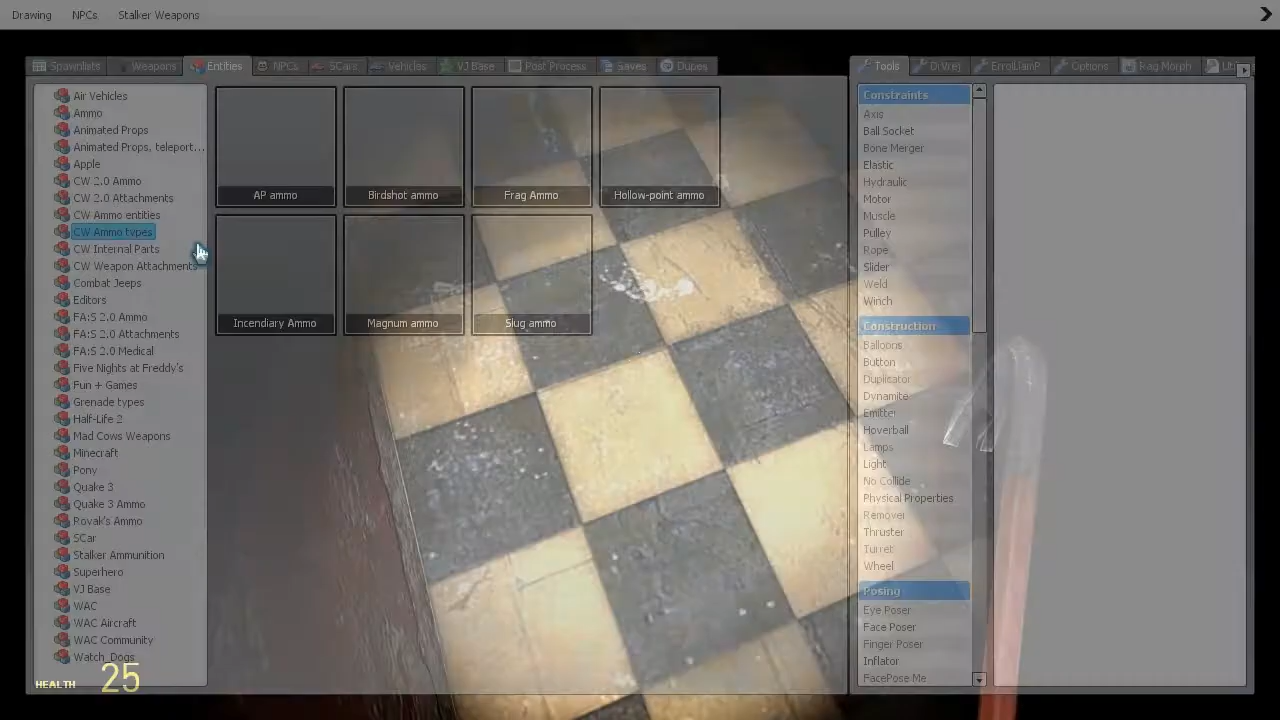 Drawing NPCs Stalker Weapons
Spawnlists Weapons Entities NPCs SCars Vehicles VJ Base Post Process Saves Dupes
Tools D(Vre) ErrolLiamP Options Rag Morph
Air Vehicles
Ammo
Animated Props
Animated Props, teleport...
Apple
CW 2.0 Ammo
CW 2.0 Attachments
CW Ammo entities
CW Ammo types
CW Internal Parts
CW Weapon Attachments
Combat Jeeps
Editors
FA:S 2.0 Ammo
FA:S 2.0 Attachments
FA:S 2.0 Medical
Five Nights at Freddy's
Fun + Games
Grenade types
Half-Life 2
Mad Cows Weapons
Minecraft
Pony
Quake 3
Quake 3 Ammo
Rovak's Ammo
SCar
Stalker Ammunition
Superhero
VJ Base
WAC
WAC Aircraft
WAC Community
Watch_Dogs
HEALTH 25
AP ammo Birdshot ammo Frag Ammo Hollow-point ammo
Incendiary Ammo Magnum ammo Slug ammo
Constraints
Axis
Ball Socket
Bone Merger
Elastic
Hydraulic
Motor
Muscle
Pulley
Rope
Slider
Weld
Winch
Construction
Balloons
Button
Duplicator
Dynamite
Emitter
Hoverball
Lamps
Light
No Collide
Physical Properties
Remover
Thruster
Turret
Wheel
Posing
Eye Poser
Face Poser
Finger Poser
Inflator
FacePose Me